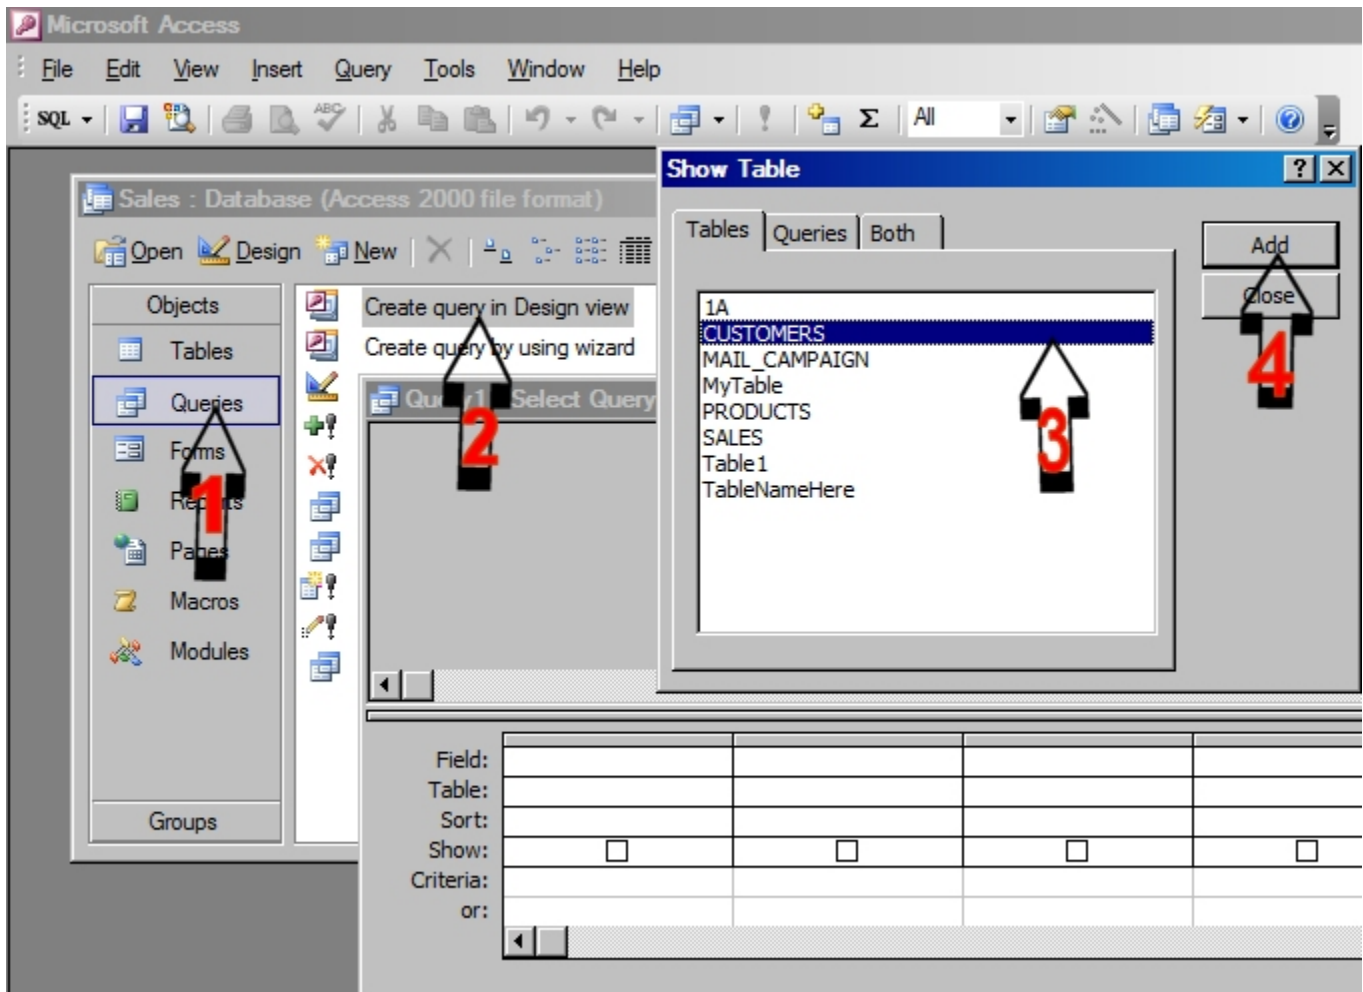 Microsoft Access
File Edit View Insert Query Tools Window Help
SQL ABC Σ All
Show Table
Sales : Database (Access 2000 file format)
Tables Queries Both
Open Design New
Add
Close
Objects
Tables
Queries
Forms
Reports
Pages
Macros
Modules
Groups
Create query in Design view
Create query by using wizard
Query1 : Select Query
1A
CUSTOMERS
MAIL_CAMPAIGN
MyTable
PRODUCTS
SALES
Table1
TableNameHere
1
2
3
4
Field:
Table:
Sort:
Show:
Criteria:
or: